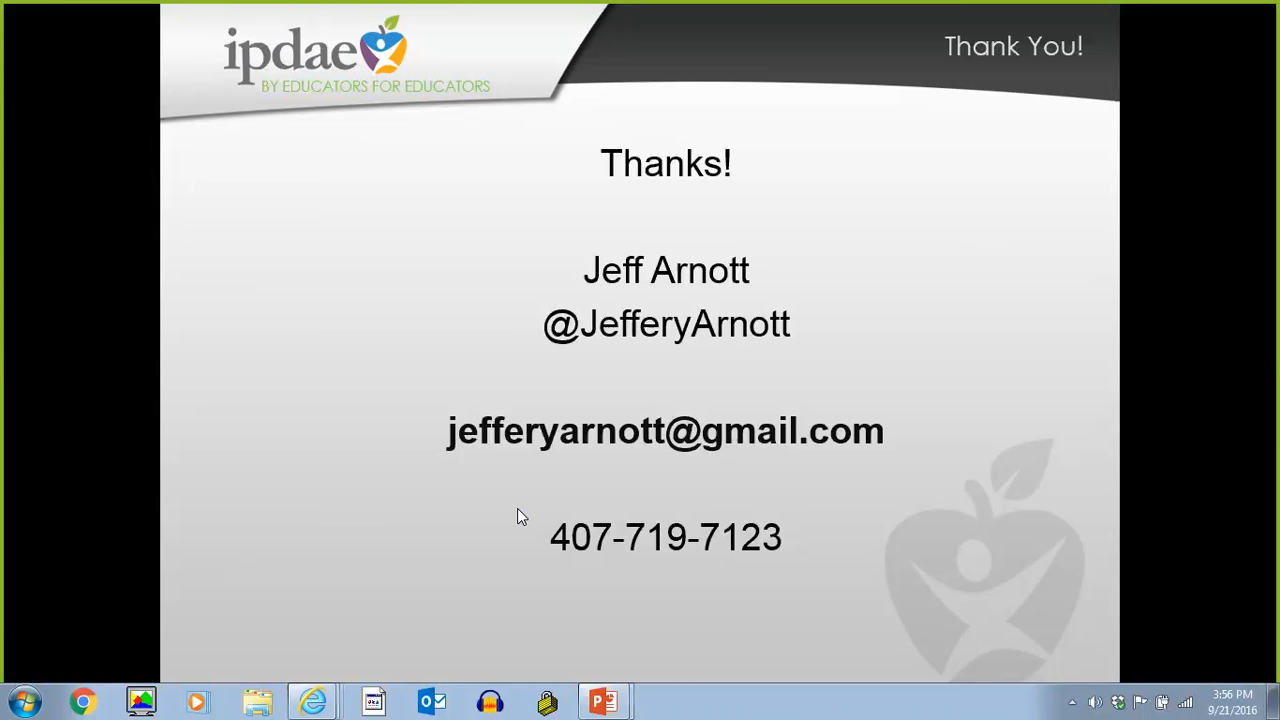 ipdae
BY EDUCATORS FOR EDUCATORS
Thank You!
Thanks!
Jeff Arnott
@JefferyArnott
jefferyarnott@gmail.com
407-719-7123
3:56 PM
9/21/2016